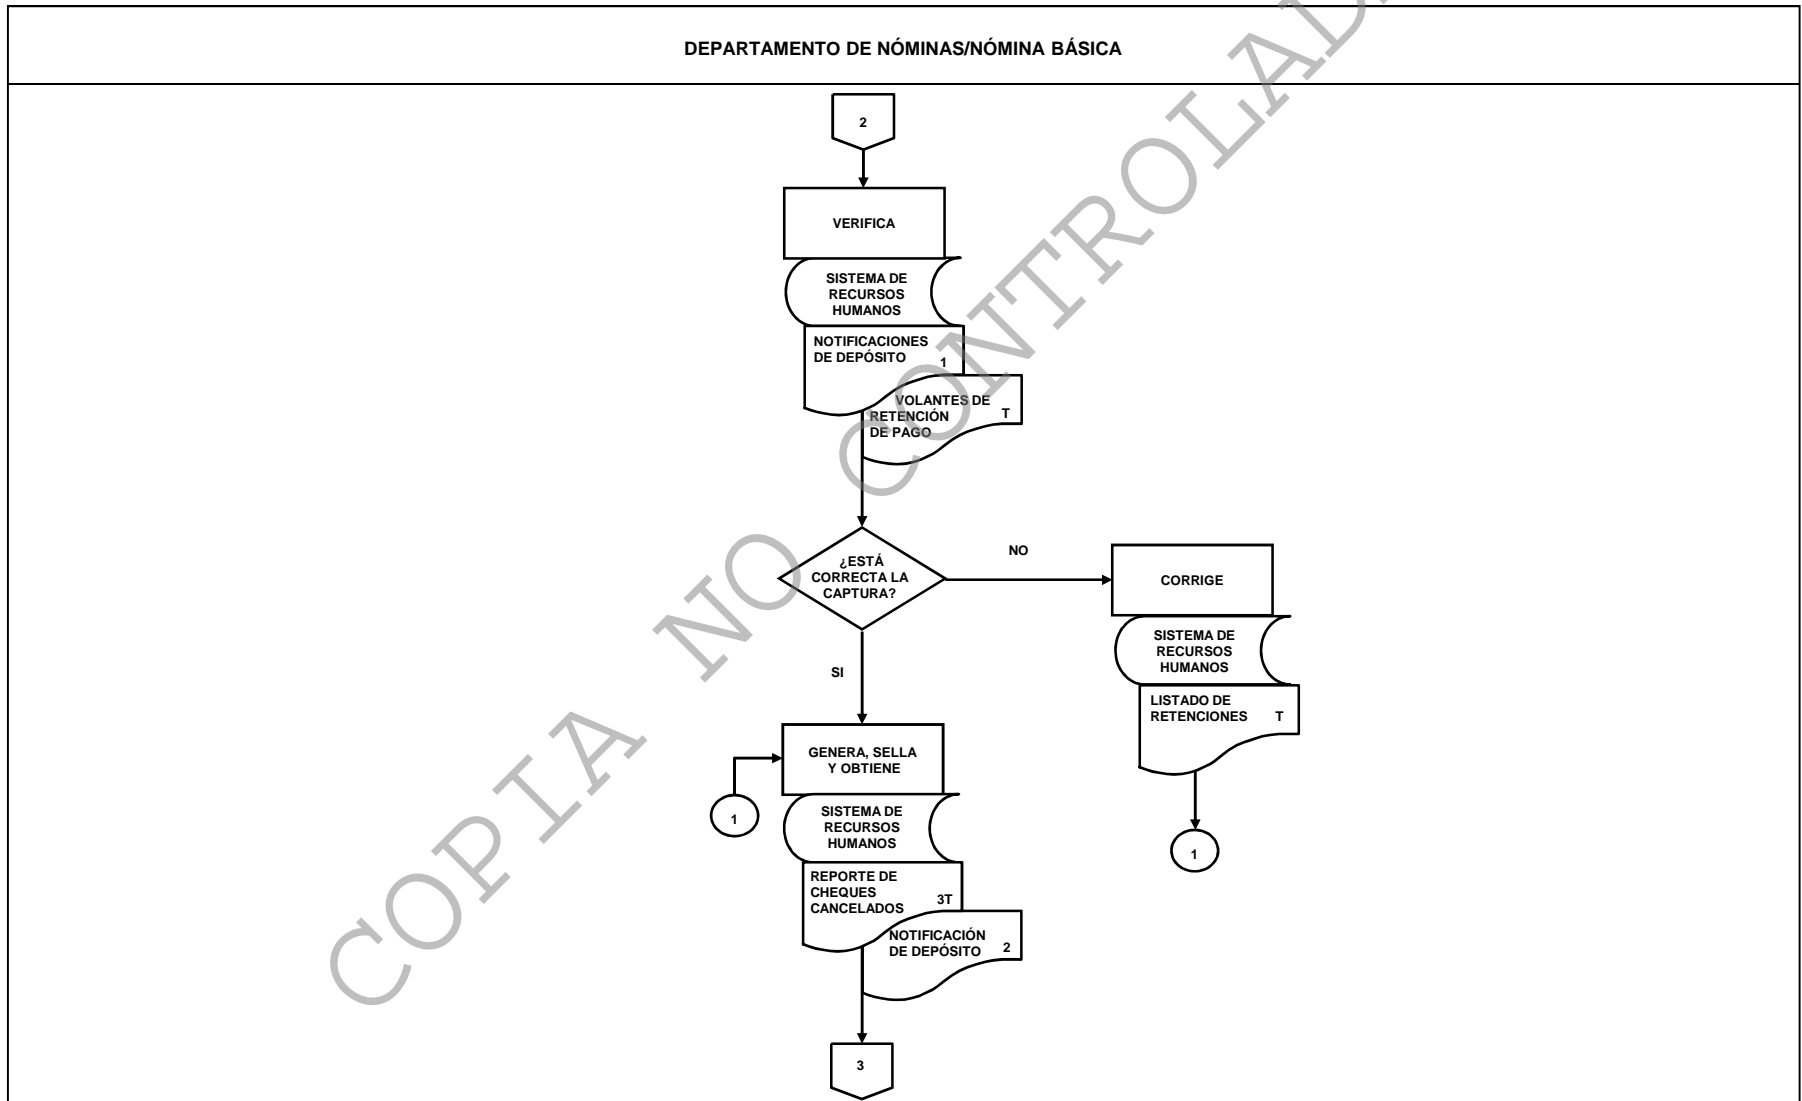 DEPARTAMENTO DE NÓMINAS/NÓMINA BÁSICA
2
VERIFICA
SISTEMA DE
RECURSOS
HUMANOS
NOTIFICACIONES
DE DEPÓSITO 1
VOLANTES DE
RETENCIÓN T
DE PAGO
¿ESTÁ
CORRECTA LA
CAPTURA?
NO
CORRIGE
SISTEMA DE
RECURSOS
HUMANOS
LISTADO DE
RETENCIONES T
1
SI
GENERA, SELLA
Y OBTIENE
1
SISTEMA DE
RECURSOS
HUMANOS
REPORTE DE
CHEQUES
CANCELADOS 3T
NOTIFICACIÓN
DE DEPÓSITO 2
3
COPIA NO CONTROLAD